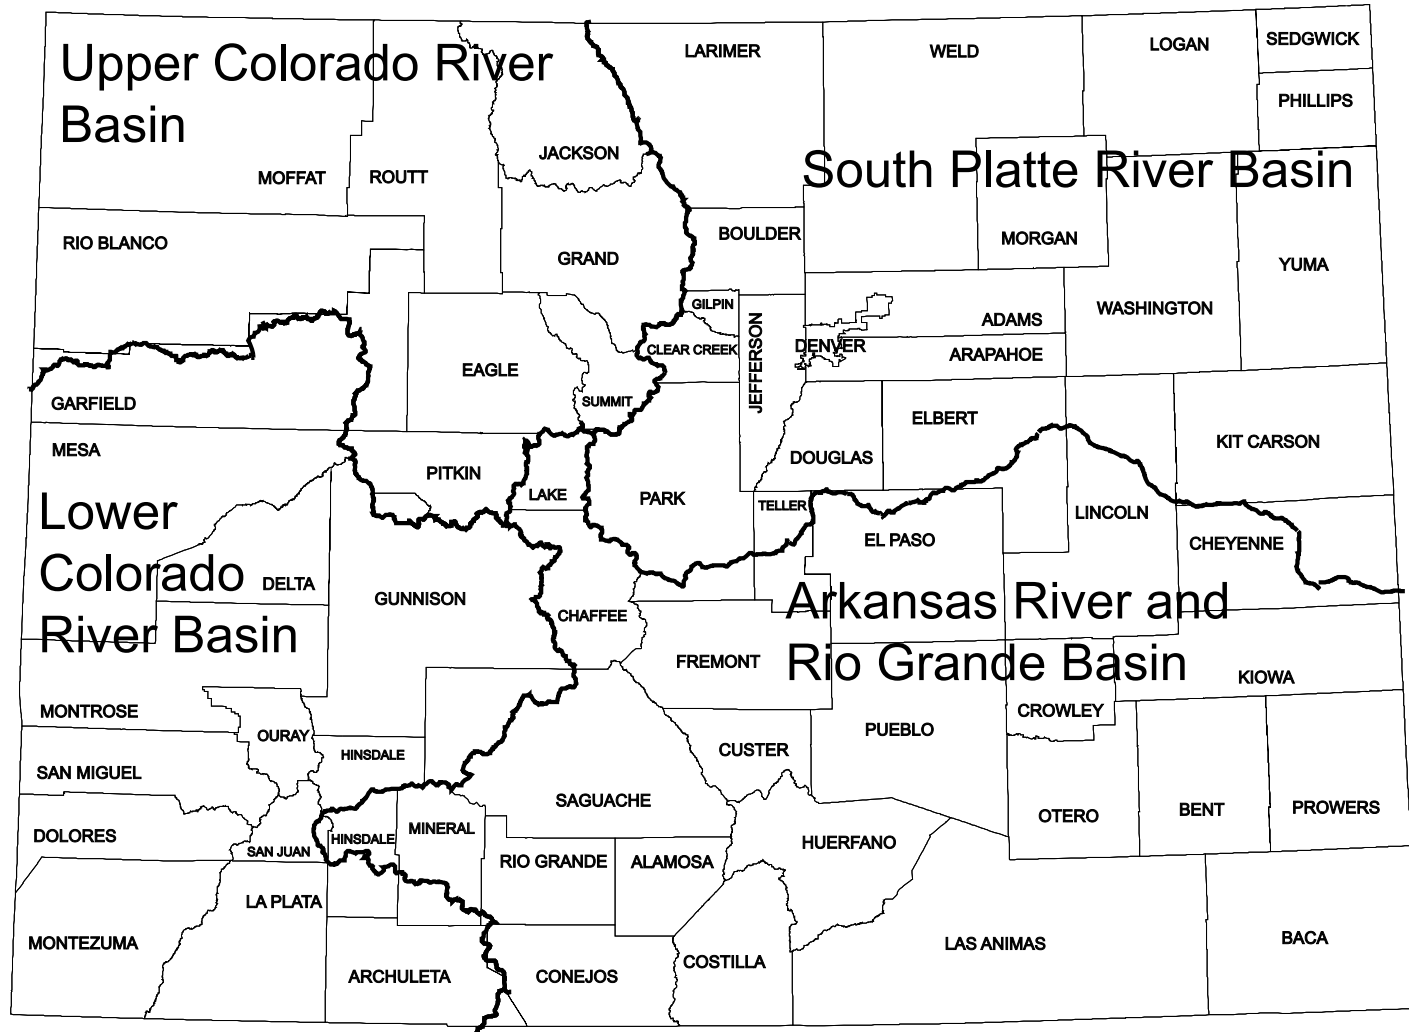 Upper Colorado River
Basin
LARIMER
WELD
LOGAN
SEDGWICK
PHILLIPS
JACKSON
MOFFAT
ROUTT
South Platte River Basin
RIO BLANCO
GRAND
BOULDER
MORGAN
YUMA
GILPIN
WASHINGTON
ADAMS
CLEAR CREEK
JEFFERSON
DENVER
ARAPAHOE
EAGLE
SUMMIT
GARFIELD
ELBERT
KIT CARSON
MESA
PITKIN
DOUGLAS
LAKE
PARK
TELLER
LINCOLN
Lower
Colorado
River Basin
EL PASO
CHEYENNE
DELTA
GUNNISON
CHAFFEE
Arkansas River and
Rio Grande Basin
FREMONT
KIOWA
MONTROSE
CROWLEY
OURAY
HINSDALE
CUSTER
PUEBLO
SAN MIGUEL
SAGUACHE
OTERO
BENT
PROWERS
DOLORES
SAN JUAN
HINSDALE
MINERAL
RIO GRANDE
ALAMOSA
HUERFANO
LA PLATA
MONTEZUMA
ARCHULETA
CONEJOS
COSTILLA
LAS ANIMAS
BACA